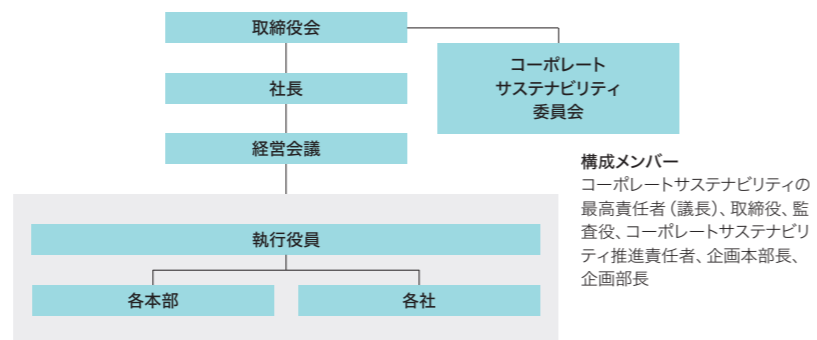 取締役会
コーポレート
サステナビリティ
委員会
社長
経営会議
構成メンバー
コーポレートサステナビリティの
最高責任者（議長）、取締役、監
査役、コーポレートサステナビリ
ティ推進責任者、企画本部長、
企画部長
執行役員
各本部
各社